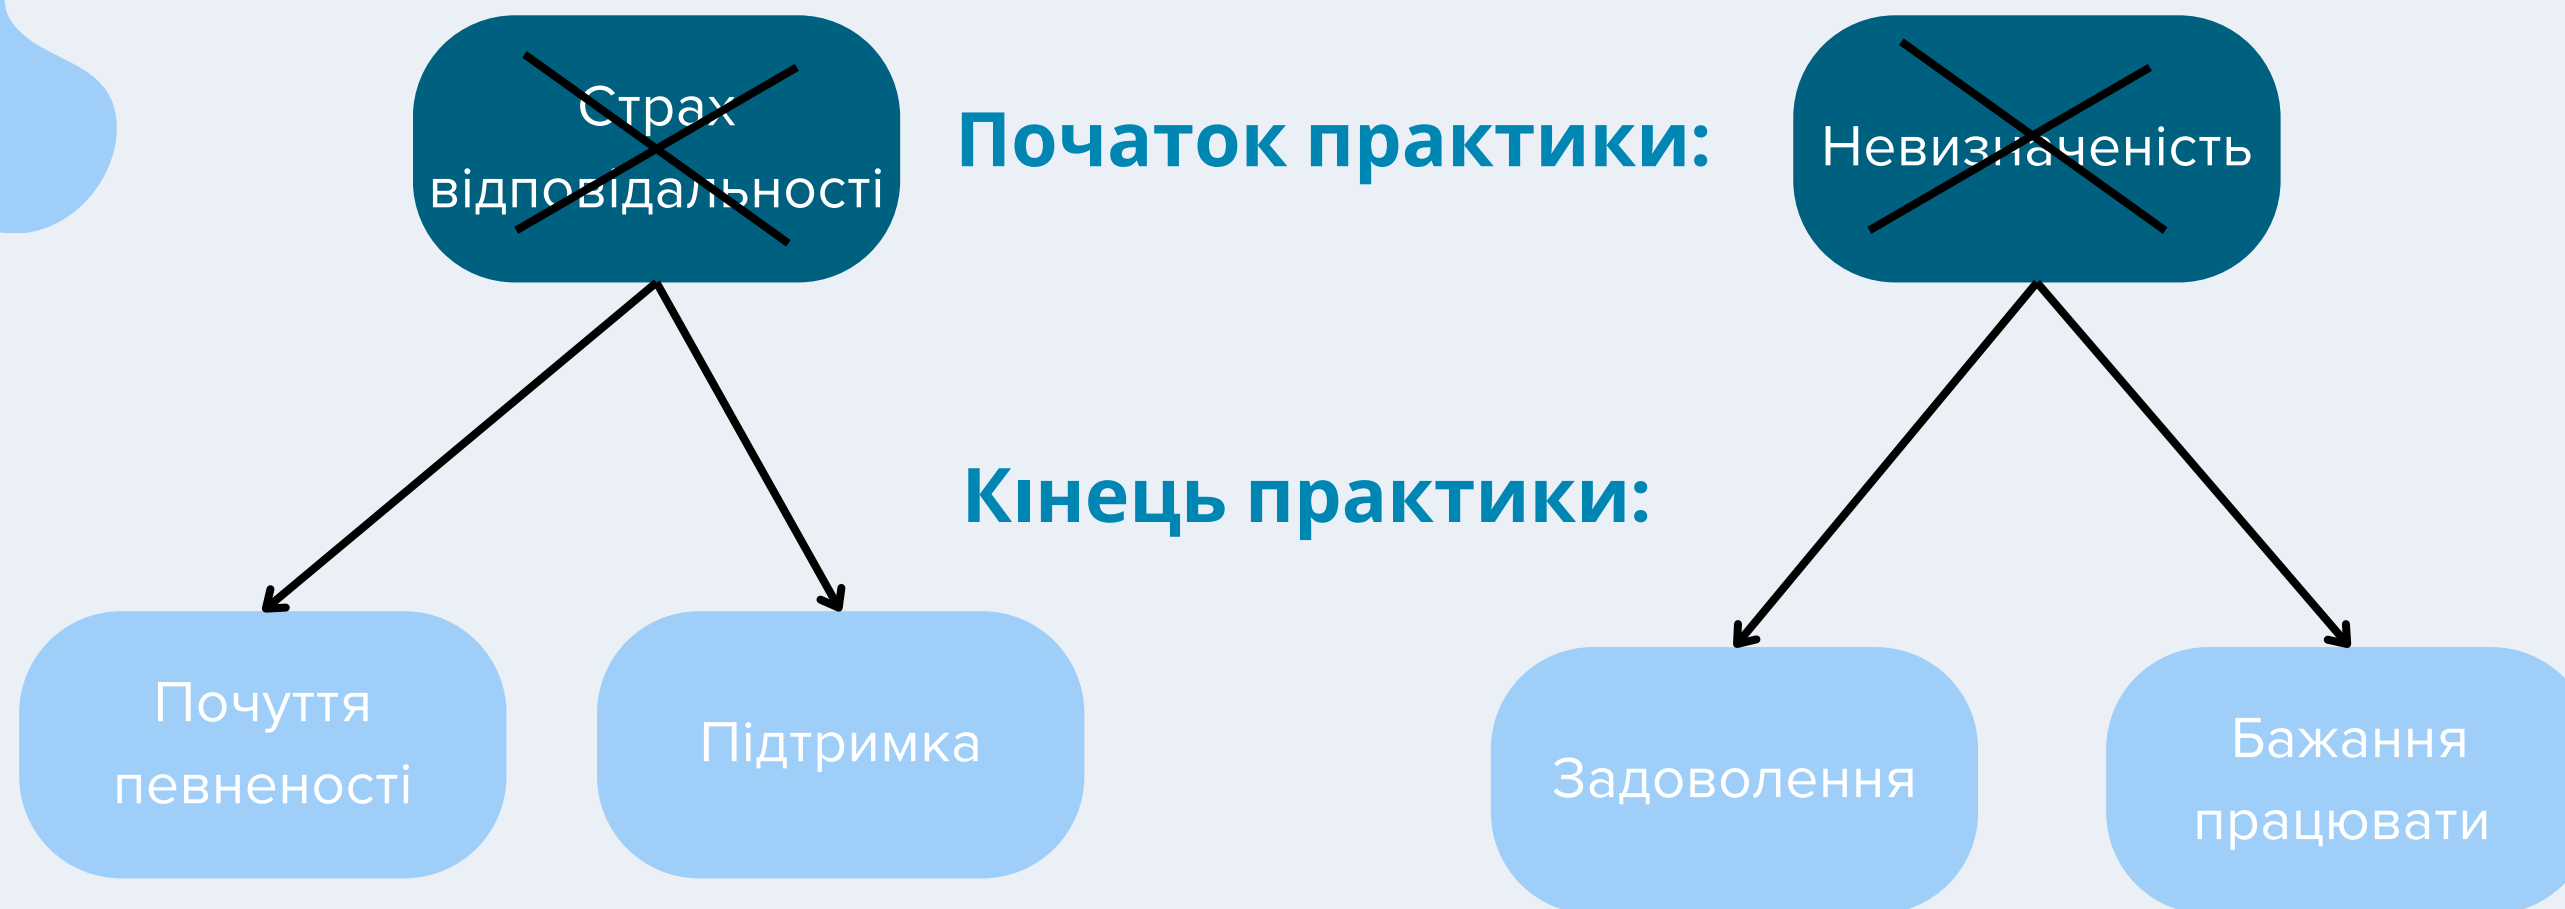 Страх
відповідальності
Початок практики:
Невизначеність
Кінець практики:
Почуття
певненості
Підтримка
Задоволення
Бажання
працювати